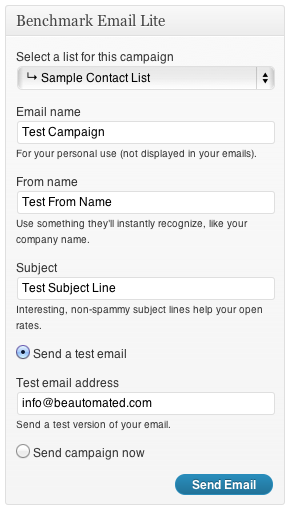 Benchmark Email Lite
Select a list for this campaign
↳ Sample Contact List
Email name
Test Campaign
For your personal use (not displayed in your emails).
From name
Test From Name
Use something they'll instantly recognize, like your
company name.
Subject
Test Subject Line
Interesting, non-spammy subject lines help your open
rates.
Send a test email
Test email address
info@beautomated.com
Send a test version of your email.
Send campaign now
Send Email